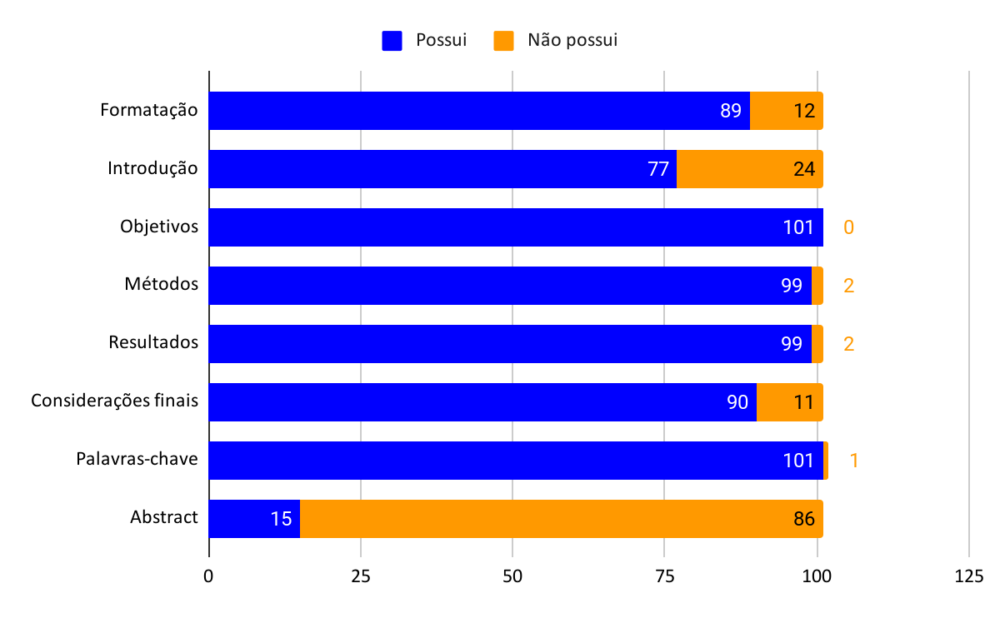 Possui Não possui
Formatação 89 12
Introdução 77 24
Objetivos 101 0
Métodos 99 2
Resultados 99 2
Considerações finais 90 11
Palavras-chave 101 1
Abstract 15 86
0 25 50 75 100 125